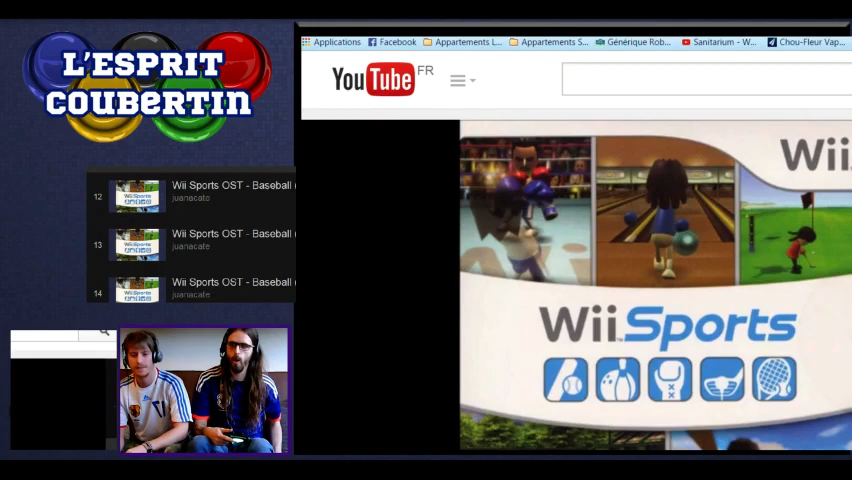 L'ESPRIT
COUBERTIN
Applications Facebook Appartements L... Appartements S... Générique Rob... Sanitarium - W... Chou-Fleur Vap...
YouTube FR
12 Wii Sports OST - Baseball (
juanacate
13 Wii Sports OST - Baseball (
juanacate
14 Wii Sports OST - Baseball (
juanacate
Wii
Wii Sports